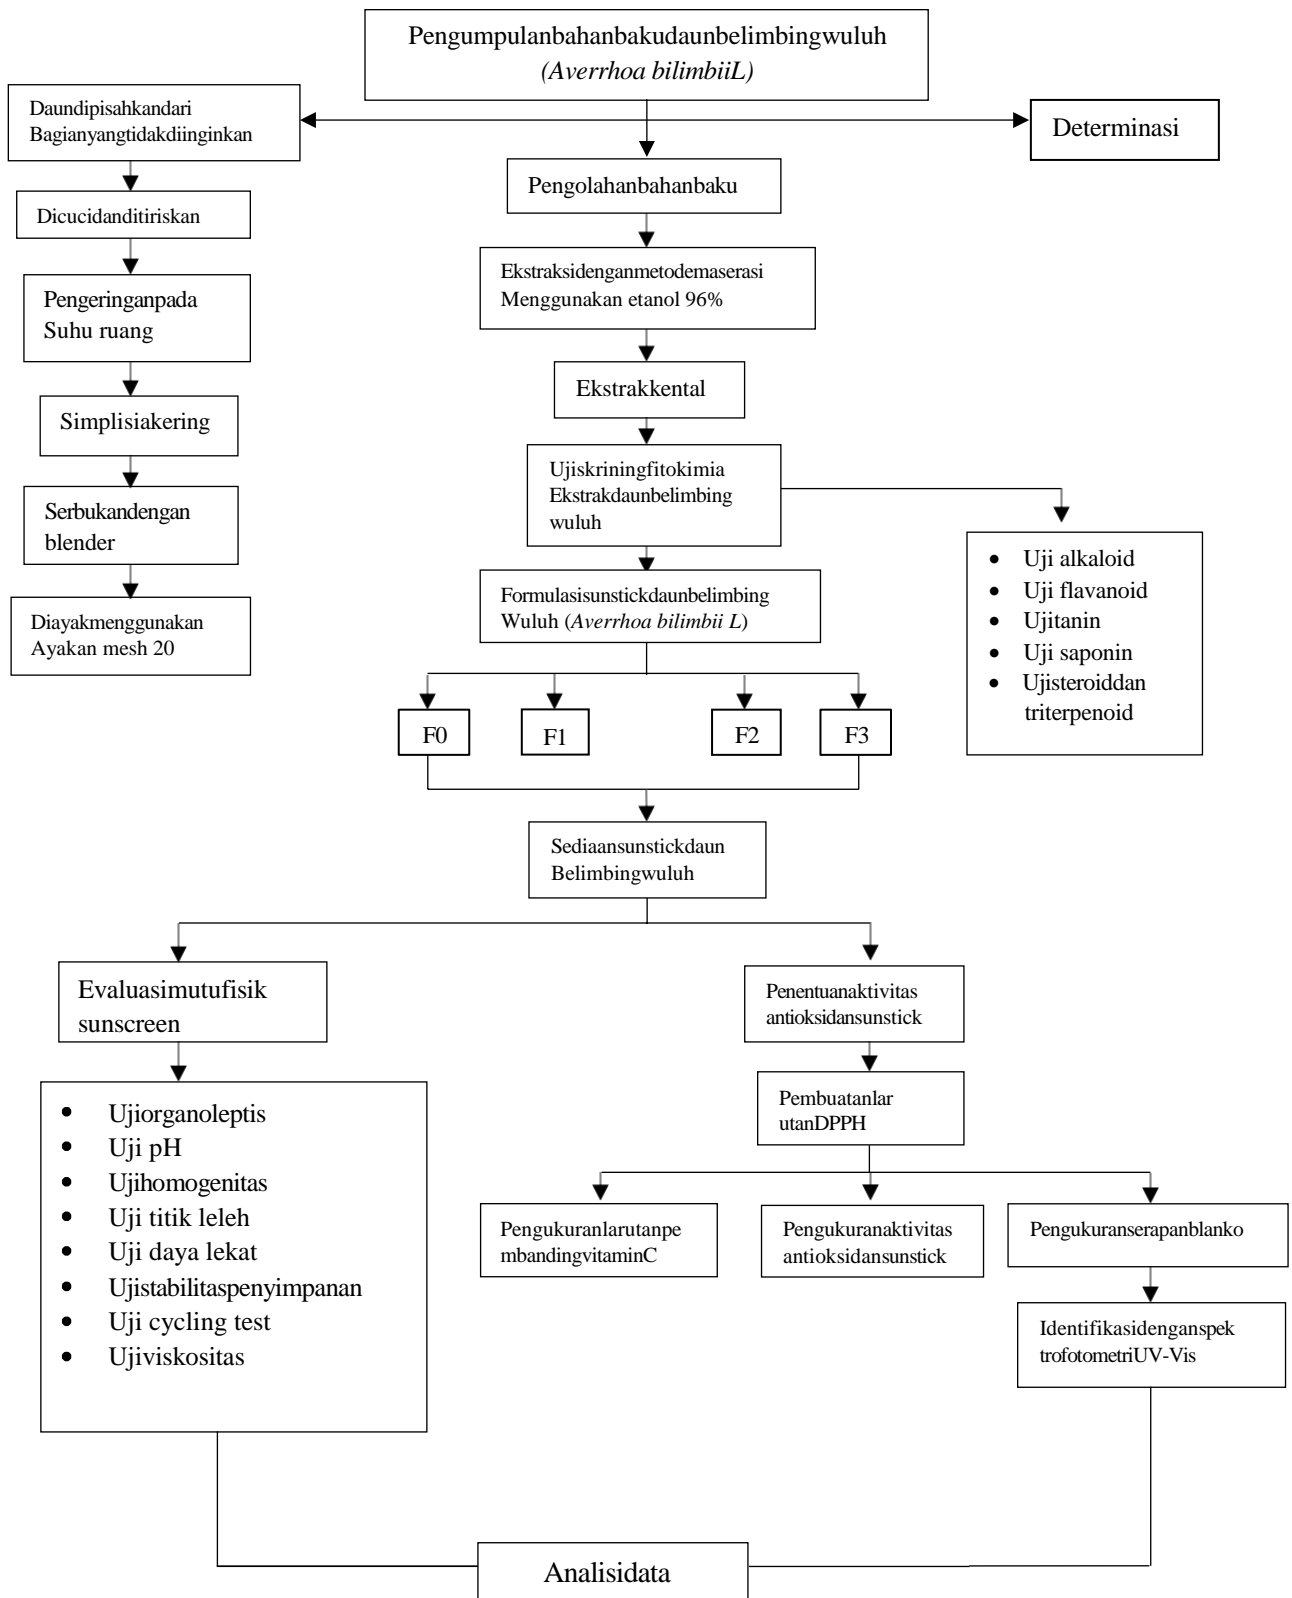 Pengumpulanbahanbakudaunbelimbingwuluh
(Averrhoa bilimbiiL)
Daundipisahkandari
Bagianyangtidakdiinginkan
Determinasi
Pengolahanbahanbaku
Dicucidanditiriskan
Ekstraksidenganmetodemaserasi
Menggunakan etanol 96%
Pengeringanpada
Suhu ruang
Ekstrakkental
Simplisiakering
Ujiskriningfitokimia
Ekstrakdaunbelimbing
wuluh
Serbukandengan
blender
• Uji alkaloid
• Uji flavanoid
• Ujitanin
• Uji saponin
• Ujisteroiddan
triterpenoid
Formulasisunstickdaunbelimbing
Wuluh (Averrhoa bilimbii L)
Diayakmenggunakan
Ayakan mesh 20
F0
F1
F2
F3
Sediaansunstickdaun
Belimbingwuluh
Evaluasimutufisik
sunscreen
Penentuanaktivitas
antioksidansunstick
• Ujiorganoleptis
• Uji pH
• Ujihomogenitas
• Uji titik leleh
• Uji daya lekat
• Ujistabilitaspenyimpanan
• Uji cycling test
• Ujiviskositas
Pembuatanlar
utanDPPH
Pengukuranlarutanpe
mbandingvitaminC
Pengukuranaktivitas
antioksidansunstick
Pengukuranserapanblanko
Identifikasidenganspek
trofotometriUV-Vis
Analisidata